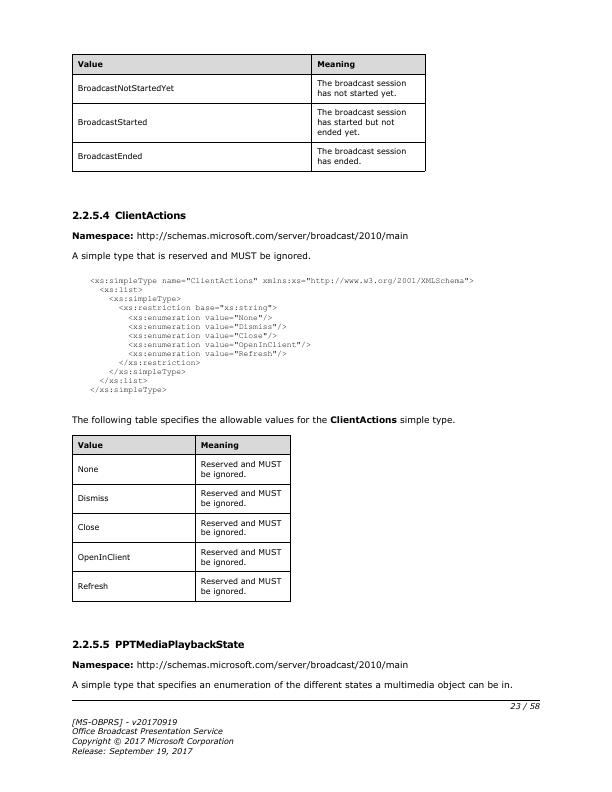 Value Meaning
BroadcastNotStartedYet The broadcast session
has not started yet.
BroadcastStarted The broadcast session
has started but not
ended yet.
BroadcastEnded The broadcast session
has ended.
2.2.5.4 ClientActions
Namespace: http://schemas.microsoft.com/server/broadcast/2010/main
A simple type that is reserved and MUST be ignored.
<xs:simpleType name="ClientActions" xmlns:xs="http://www.w3.org/2001/XMLSchema">
<xs:list>
<xs:simpleType>
<xs:restriction base="xs:string">
<xs:enumeration value="None"/>
<xs:enumeration value="Dismiss"/>
<xs:enumeration value="Close"/>
<xs:enumeration value="OpenInClient"/>
<xs:enumeration value="Refresh"/>
</xs:restriction>
</xs:simpleType>
</xs:list>
</xs:simpleType>
The following table specifies the allowable values for the ClientActions simple type.
Value Meaning
None Reserved and MUST
be ignored.
Dismiss Reserved and MUST
be ignored.
Close Reserved and MUST
be ignored.
OpenInClient Reserved and MUST
be ignored.
Refresh Reserved and MUST
be ignored.
2.2.5.5 PPTMediaPlaybackState
Namespace: http://schemas.microsoft.com/server/broadcast/2010/main
A simple type that specifies an enumeration of the different states a multimedia object can be in.
23 / 58
[MS-OBPRS] - v20170919
Office Broadcast Presentation Service
Copyright © 2017 Microsoft Corporation
Release: September 19, 2017